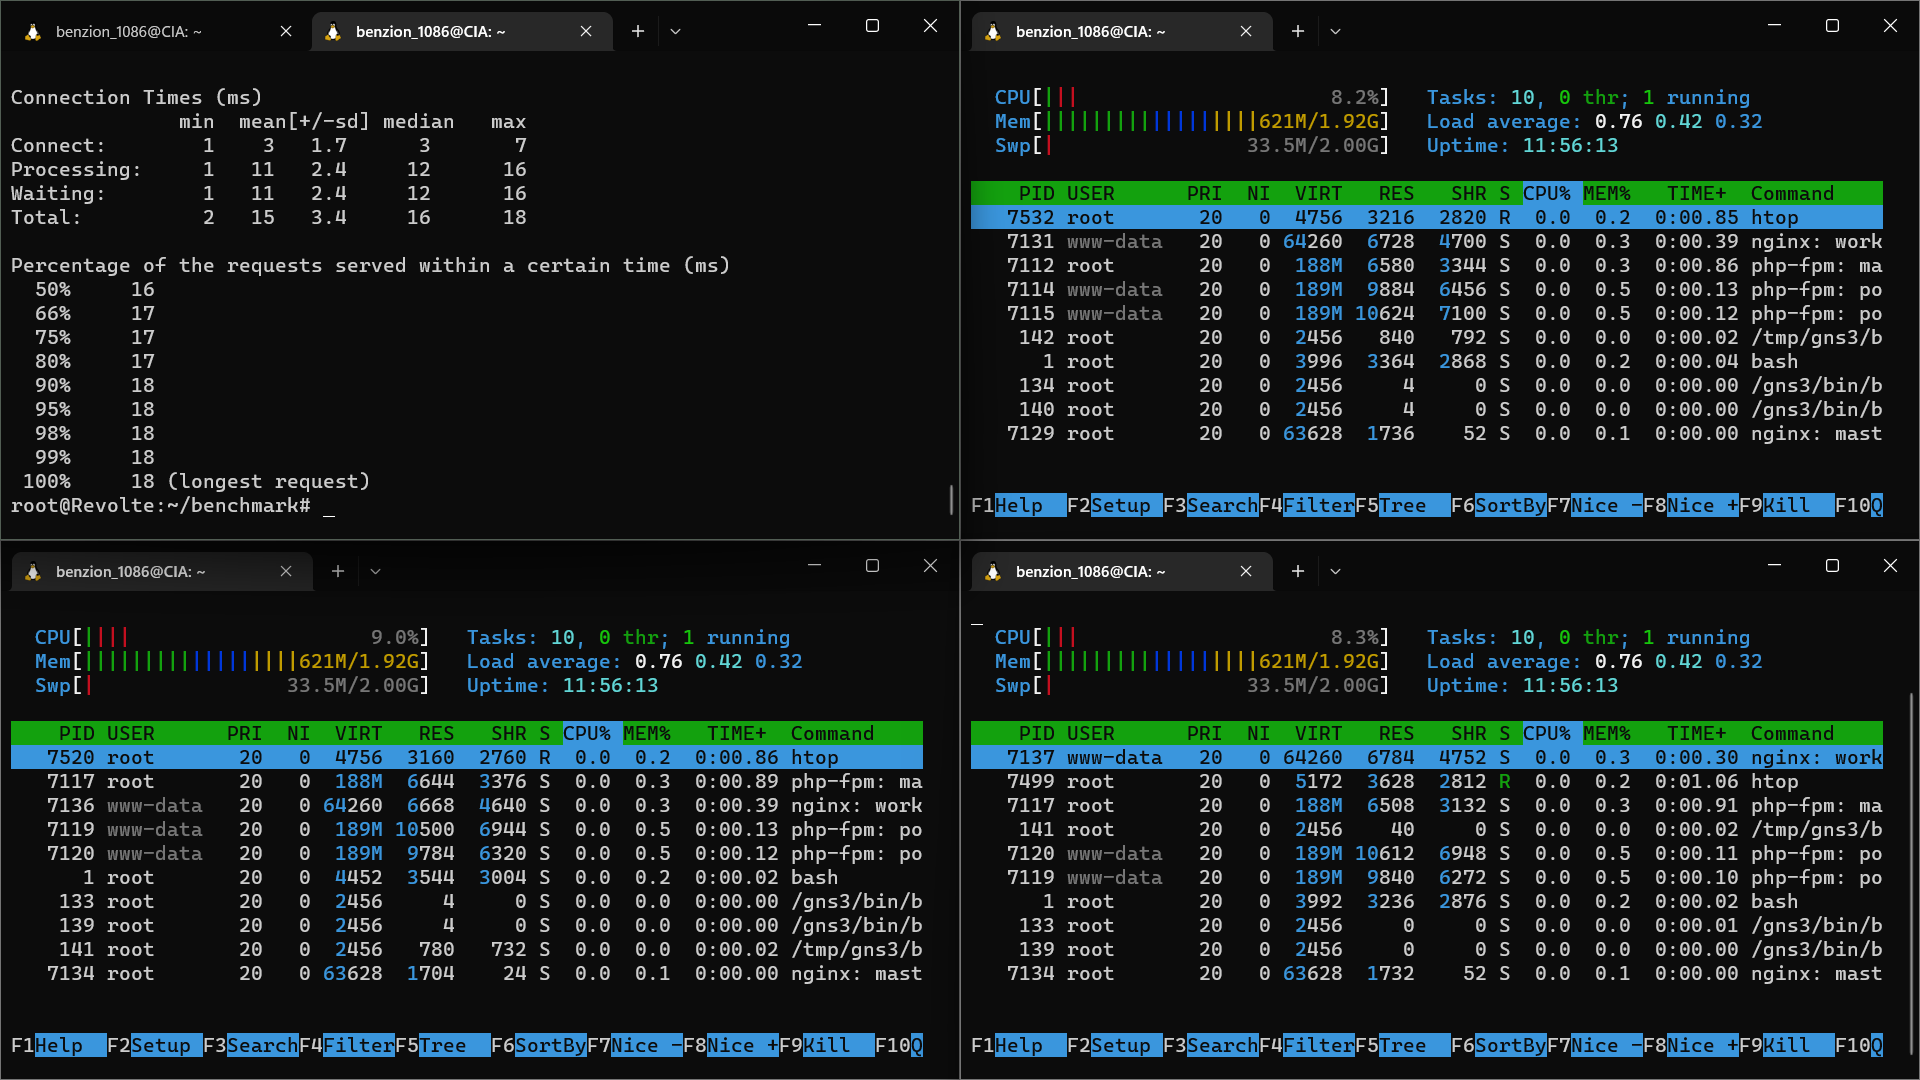 benzion_1086@CIA: ~
benzion_1086@CIA: ~
Connection Times (ms)
              min  mean[+/-sd] median   max
Connect:        1    3   1.7      3       7
Processing:     1   11   2.4     12      16
Waiting:        1   11   2.4     12      16
Total:          2   15   3.4     16      18
Percentage of the requests served within a certain time (ms)
  50%     16
  66%     17
  75%     17
  80%     17
  90%     18
  95%     18
  98%     18
  99%     18
 100%     18 (longest request)
root@Revolte:~/benchmark# _
benzion_1086@CIA: ~
CPU[||| 8.2%] Tasks: 10, 0 thr; 1 running
Mem[||||||||||||||||||621M/1.92G] Load average: 0.76 0.42 0.32
Swp[| 33.5M/2.00G] Uptime: 11:56:13
PID USER PRI NI VIRT RES SHR S CPU% MEM% TIME+ Command
7532 root 20 0 4756 3216 2820 R 0.0 0.2 0:00.85 htop
7131 www-data 20 0 64260 6728 4700 S 0.0 0.3 0:00.39 nginx: work
7112 root 20 0 188M 6580 3344 S 0.0 0.3 0:00.86 php-fpm: ma
7114 www-data 20 0 189M 9884 6456 S 0.0 0.5 0:00.13 php-fpm: po
7115 www-data 20 0 189M 10624 7100 S 0.0 0.5 0:00.12 php-fpm: po
142 root 20 0 2456 840 792 S 0.0 0.0 0:00.02 /tmp/gns3/b
1 root 20 0 3996 3364 2868 S 0.0 0.2 0:00.04 bash
134 root 20 0 2456 4 0 S 0.0 0.0 0:00.00 /gns3/bin/b
140 root 20 0 2456 4 0 S 0.0 0.0 0:00.00 /gns3/bin/b
7129 root 20 0 63628 1736 52 S 0.0 0.1 0:00.00 nginx: mast
F1Help F2Setup F3SearchF4FilterF5Tree F6SortByF7Nice -F8Nice +F9Kill F10Q
benzion_1086@CIA: ~
CPU[|||| 9.0%] Tasks: 10, 0 thr; 1 running
Mem[||||||||||||||||||621M/1.92G] Load average: 0.76 0.42 0.32
Swp[| 33.5M/2.00G] Uptime: 11:56:13
PID USER PRI NI VIRT RES SHR S CPU% MEM% TIME+ Command
7520 root 20 0 4756 3160 2760 R 0.0 0.2 0:00.86 htop
7117 root 20 0 188M 6644 3376 S 0.0 0.3 0:00.89 php-fpm: ma
7136 www-data 20 0 64260 6668 4640 S 0.0 0.3 0:00.39 nginx: work
7119 www-data 20 0 189M 10500 6944 S 0.0 0.5 0:00.13 php-fpm: po
7120 www-data 20 0 189M 9784 6320 S 0.0 0.5 0:00.12 php-fpm: po
1 root 20 0 4452 3544 3004 S 0.0 0.2 0:00.02 bash
133 root 20 0 2456 4 0 S 0.0 0.0 0:00.00 /gns3/bin/b
139 root 20 0 2456 4 0 S 0.0 0.0 0:00.00 /gns3/bin/b
141 root 20 0 2456 780 732 S 0.0 0.0 0:00.02 /tmp/gns3/b
7134 root 20 0 63628 1704 24 S 0.0 0.1 0:00.00 nginx: mast
F1Help F2Setup F3SearchF4FilterF5Tree F6SortByF7Nice -F8Nice +F9Kill F10Q
benzion_1086@CIA: ~
CPU[||| 8.3%] Tasks: 10, 0 thr; 1 running
Mem[||||||||||||||||||621M/1.92G] Load average: 0.76 0.42 0.32
Swp[| 33.5M/2.00G] Uptime: 11:56:13
PID USER PRI NI VIRT RES SHR S CPU% MEM% TIME+ Command
7137 www-data 20 0 64260 6784 4752 S 0.0 0.3 0:00.30 nginx: work
7499 root 20 0 5172 3628 2812 R 0.0 0.2 0:01.06 htop
7117 root 20 0 188M 6508 3132 S 0.0 0.3 0:00.91 php-fpm: ma
141 root 20 0 2456 40 0 S 0.0 0.0 0:00.02 /tmp/gns3/b
7120 www-data 20 0 189M 10612 6948 S 0.0 0.5 0:00.11 php-fpm: po
7119 www-data 20 0 189M 9840 6272 S 0.0 0.5 0:00.10 php-fpm: po
1 root 20 0 3992 3236 2876 S 0.0 0.2 0:00.02 bash
133 root 20 0 2456 0 0 S 0.0 0.0 0:00.01 /gns3/bin/b
139 root 20 0 2456 0 0 S 0.0 0.0 0:00.00 /gns3/bin/b
7134 root 20 0 63628 1732 52 S 0.0 0.1 0:00.00 nginx: mast
F1Help F2Setup F3SearchF4FilterF5Tree F6SortByF7Nice -F8Nice +F9Kill F10Q